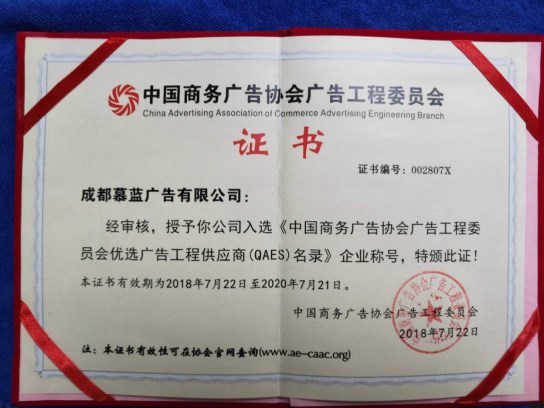 中国商务广告协会广告工程委员会
China Advertising Association of Commerce Advertising Engineering Branch
证书
证书编号：002807X
成都慕蓝广告有限公司：
经审核，授予你公司入选《中国商务广告协会广告工程委
员会优选广告工程供应商(QAES)名录》企业称号，特颁此证！
本证书有效期为2018年7月22日至2020年7月21日。
中国商务广告协会广告工程委员会
2018年7月22日
注：本证书有效性可在协会官网查询(www.ae-caac.org)